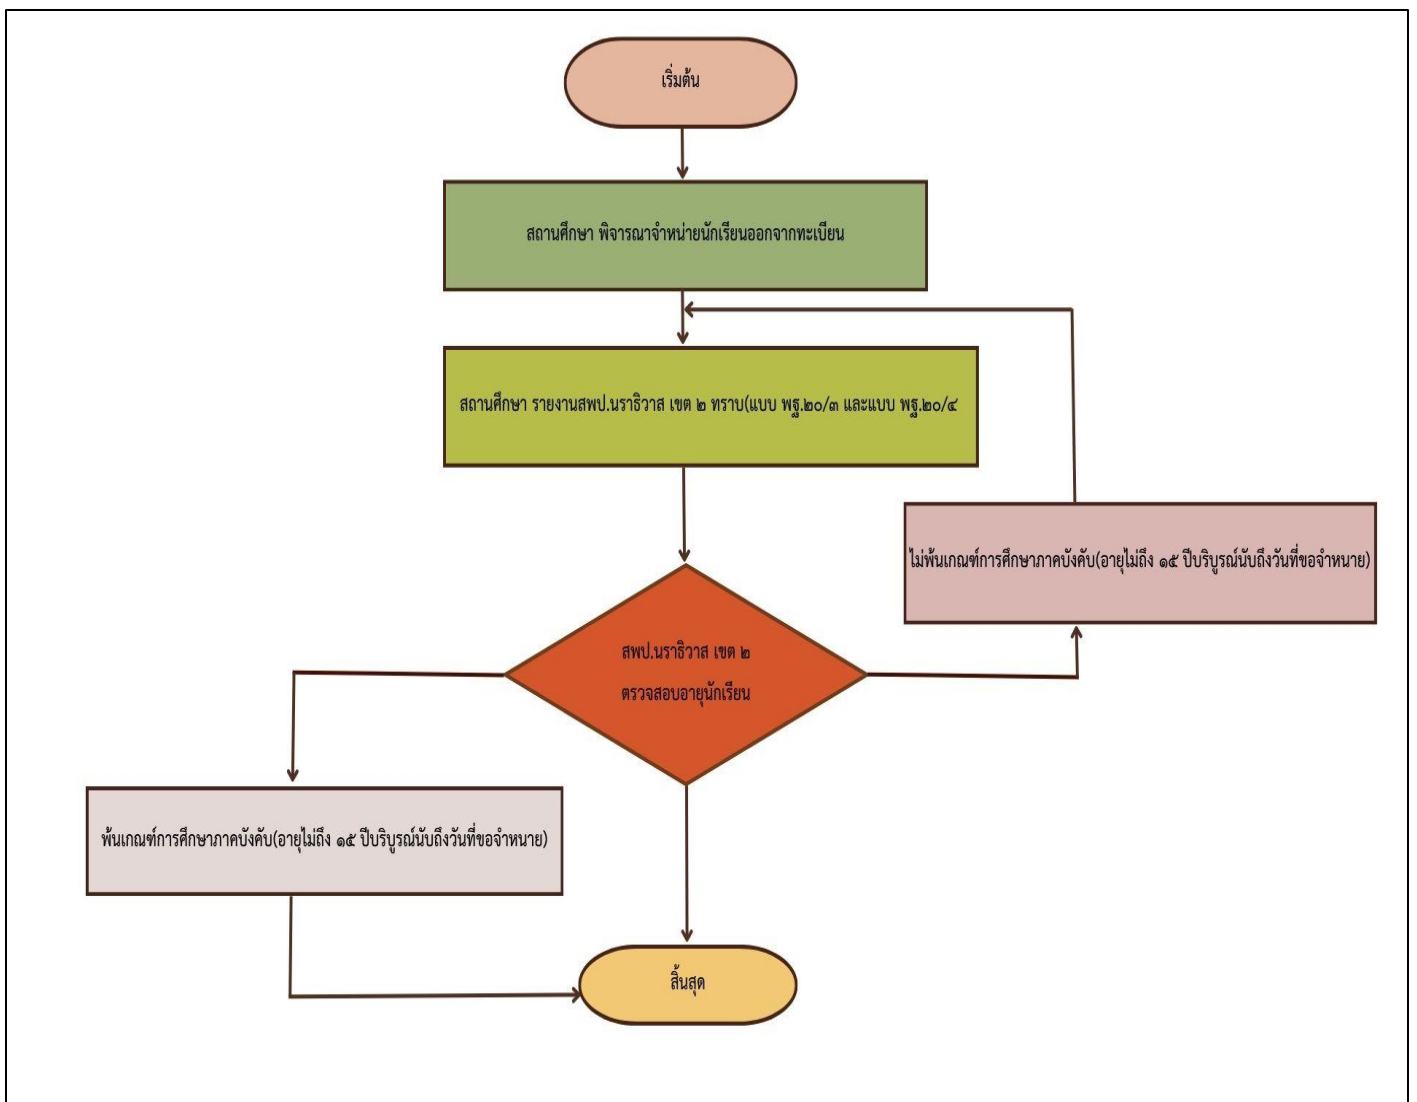 เริ่มต้น
สถานศึกษา พิจารณาจำหน่ายนักเรียนออกจากทะเบียน
สถานศึกษา รายงานสพป.นราธิวาส เขต ๒ ทราบ(แบบ พฐ.๒๐/๓ และแบบ พฐ.๒๐/๔
ไม่พ้นเกณฑ์การศึกษาภาคบังคับ(อายุไม่ถึง ๑๕ ปีบริบูรณ์นับถึงวันที่ขอจำหนาย)
สพป.นราธิวาส เขต ๒
ตรวจสอบอายุนักเรียน
พ้นเกณฑ์การศึกษาภาคบังคับ(อายุไม่ถึง ๑๕ ปีบริบูรณ์นับถึงวันที่ขอจำหนาย)
สิ้นสุด